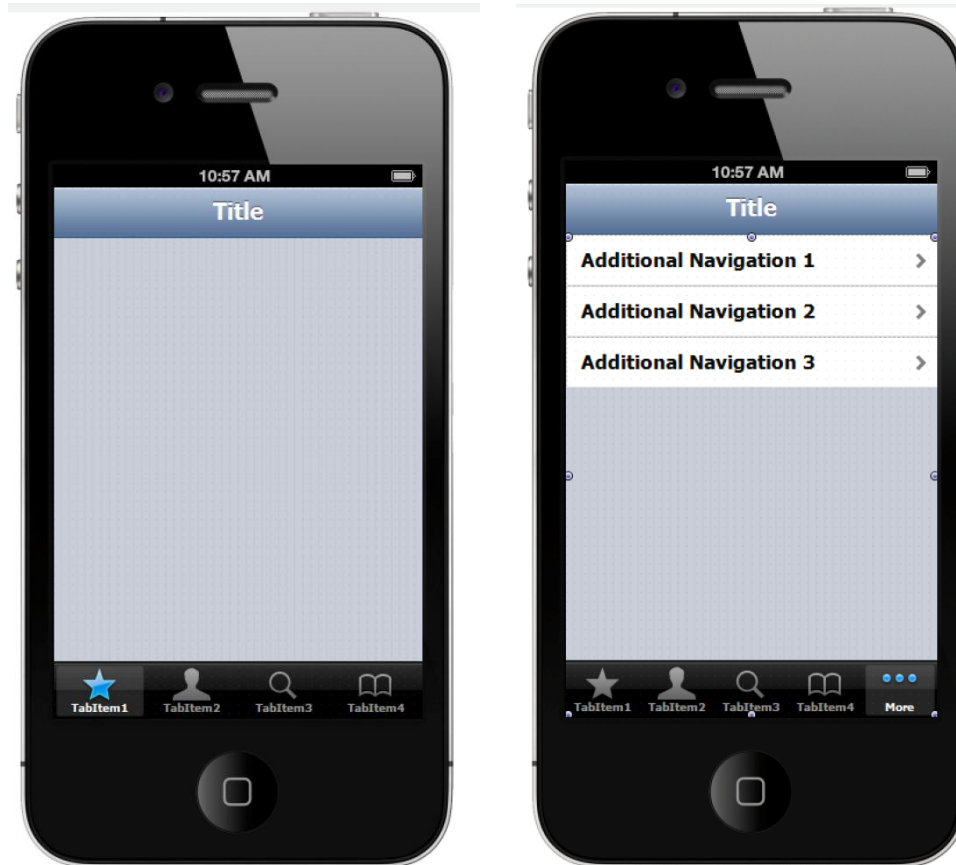 10:57 AM
Title
TabItem1 TabItem2 TabItem3 TabItem4
10:57 AM
Title
Additional Navigation 1
Additional Navigation 2
Additional Navigation 3
TabItem1 TabItem2 TabItem3 TabItem4 More